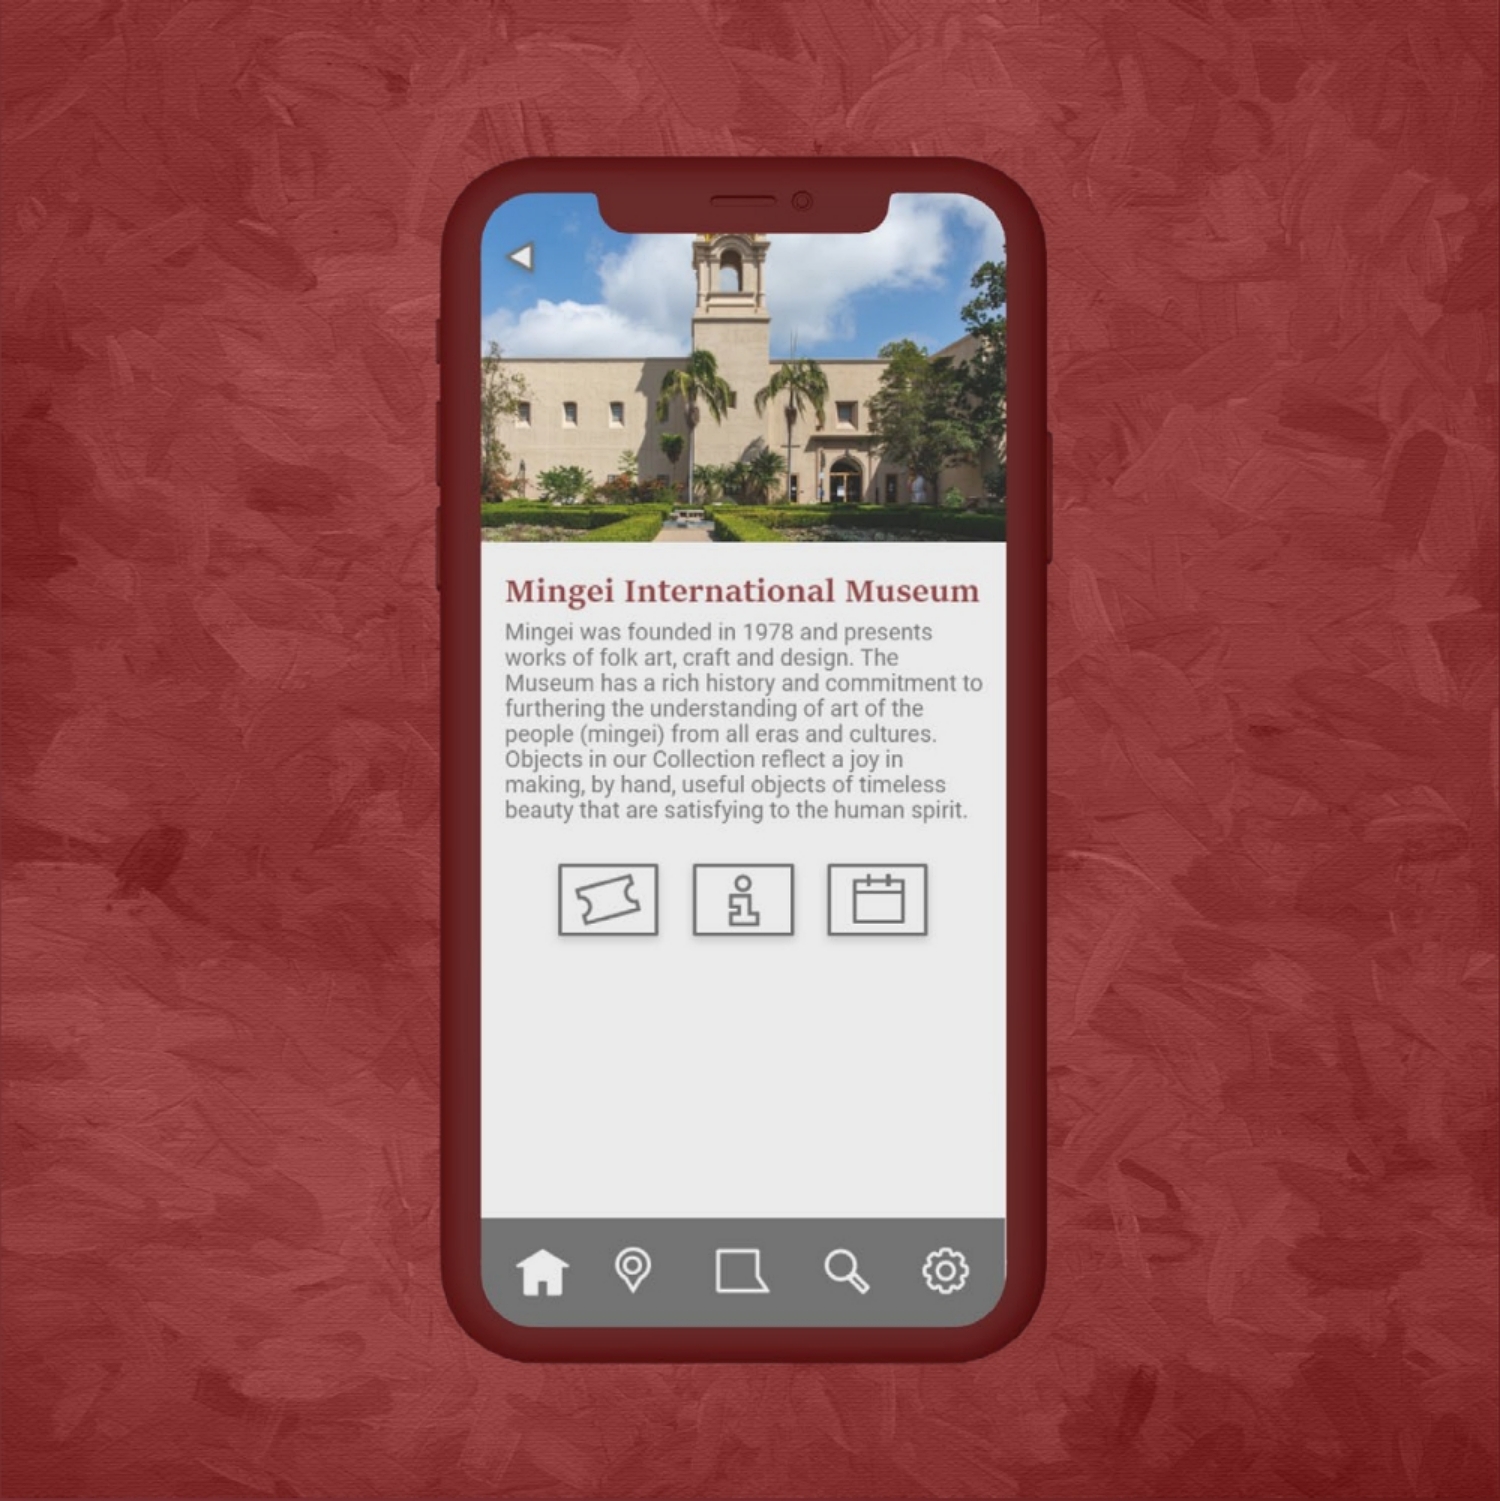 Mingei International Museum
Mingei was founded in 1978 and presents
works of folk art, craft and design. The
Museum has a rich history and commitment to
furthering the understanding of art of the
people (mingei) from all eras and cultures.
Objects in our Collection reflect a joy in
making, by hand, useful objects of timeless
beauty that are satisfying to the human spirit.